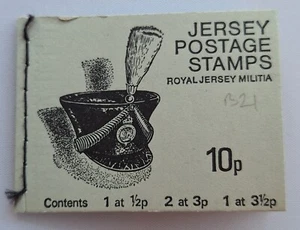 JERSEY
POSTAGE
STAMPS
ROYAL JERSEY MILITIA
B21
10p
Contents 1 at ½p 2 at 3p 1 at 3½p